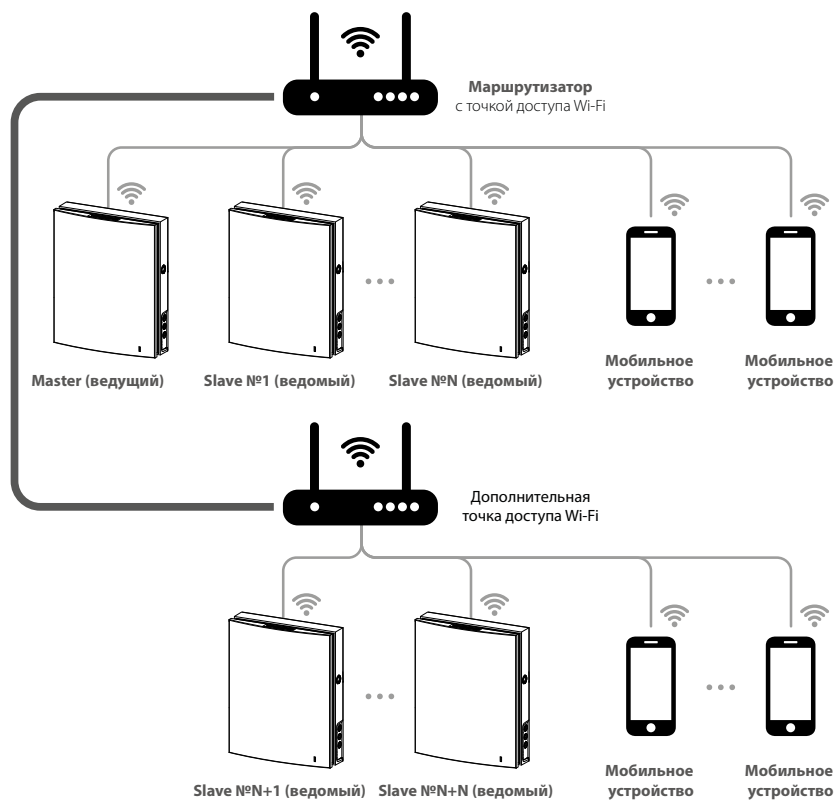 Маршрутизатор
с точкой доступа Wi-Fi
Master (ведущий)
Slave №1 (ведомый)
Slave №N (ведомый)
Мобильное
устройство
Мобильное
устройство
Дополнительная
точка доступа Wi-Fi
Slave №N+1 (ведомый)
Slave №N+N (ведомый)
Мобильное
устройство
Мобильное
устройство